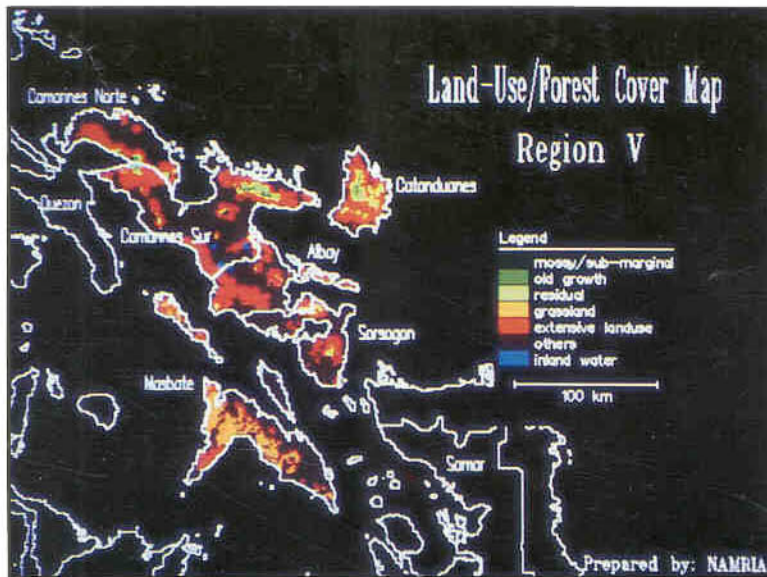 Land-Use/Forest Cover Map
Region V
Camarines Norte
Quezon
Camarines Sur
Catanduanes
Albay
Sorsogon
Masbate
Samar
Legend
mossy/sub-marginal
old growth
residual
grassland
extensive landuse
others
inland water
100 km
Prepared by: NAMRIA